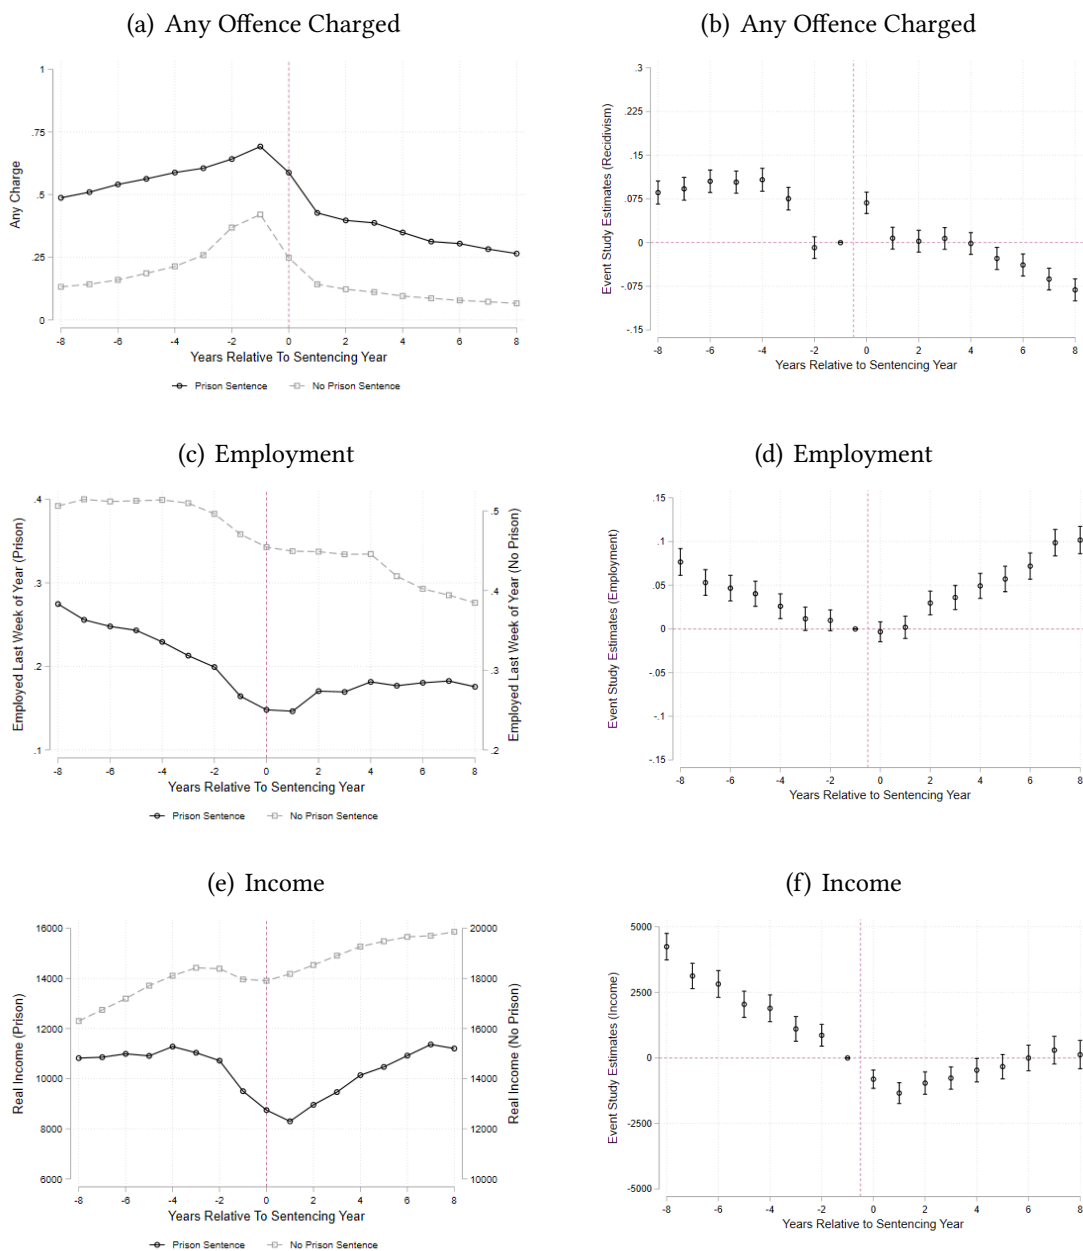 (a) Any Offence Charged
1
.75
.5
.25
0
Any Charge
-8 -6 -4 -2 0 2 4 6 8
Years Relative To Sentencing Year
Prison Sentence No Prison Sentence
(b) Any Offence Charged
.3
.225
.15
.075
0
-.075
-.15
Event Study Estimates (Recidivism)
-8 -6 -4 -2 0 2 4 6 8
Years Relative to Sentencing Year
(c) Employment
.4
.3
.2
.1
Employed Last Week of Year (Prison)
.5
.4
.3
.2
Employed Last Week of Year (No Prison)
-8 -6 -4 -2 0 2 4 6 8
Years Relative To Sentencing Year
Prison Sentence No Prison Sentence
(d) Employment
.15
.1
.05
0
-.05
-.1
-.15
Event Study Estimates (Employment)
-8 -6 -4 -2 0 2 4 6 8
Years Relative to Sentencing Year
(e) Income
16000
14000
12000
10000
8000
6000
Real Income (Prison)
20000
18000
16000
14000
12000
10000
Real Income (No Prison)
-8 -6 -4 -2 0 2 4 6 8
Years Relative To Sentencing Year
Prison Sentence No Prison Sentence
(f) Income
5000
2500
0
-2500
-5000
Event Study Estimates (Income)
-8 -6 -4 -2 0 2 4 6 8
Years Relative to Sentencing Year